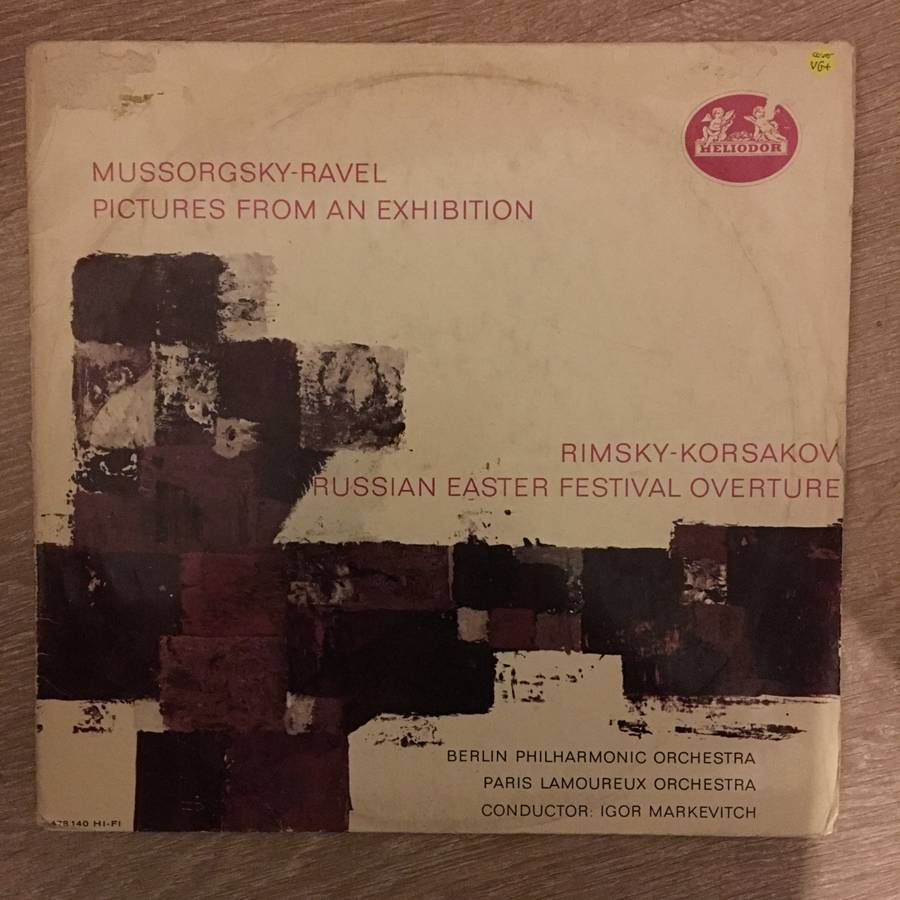 VG+
HELIODOR
MUSSORGSKY-RAVEL
PICTURES FROM AN EXHIBITION
RIMSKY-KORSAKOV
RUSSIAN EASTER FESTIVAL OVERTURE
BERLIN PHILHARMONIC ORCHESTRA
PARIS LAMOUREUX ORCHESTRA
CONDUCTOR: IGOR MARKEVITCH
478140 HI-FI